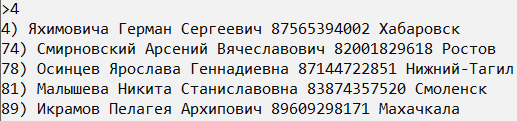 >4
4) Яхимовича Герман Сергеевич 87565394002 Хабаровск
74) Смирновский Арсений Вячеславович 82001829618 Ростов
78) Осинцев Ярослава Геннадиевна 87144722851 Нижний-Тагил
81) Малышева Никита Станиславовна 83874357520 Смоленск
89) Икрамов Пелагея Архипович 89609298171 Махачкала